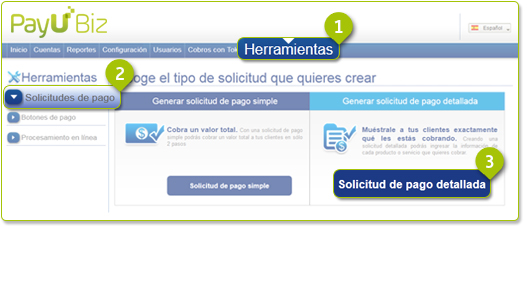 PayU Biz
Español
1
Inicio Cuentas Reportes Configuración Usuarios Cobros con Tok
Herramientas
Herramientas
oge el tipo de solicitud que quieres crear
2
Solicitudes de pago
Botones de pago
Procesamiento en línea
Generar solicitud de pago simple
Cobra un valor total. Con una solicitud de pago
simple podrás cobrar un valor total a tus clientes en sólo
2 pasos
Solicitud de pago simple
Generar solicitud de pago detallada
Muéstrale a tus clientes exactamente
qué les estás cobrando. Creando una
solicitud detallada podrás ingresar la información de
cada producto o servicio que quieres cobrar
3
Solicitud de pago detallada